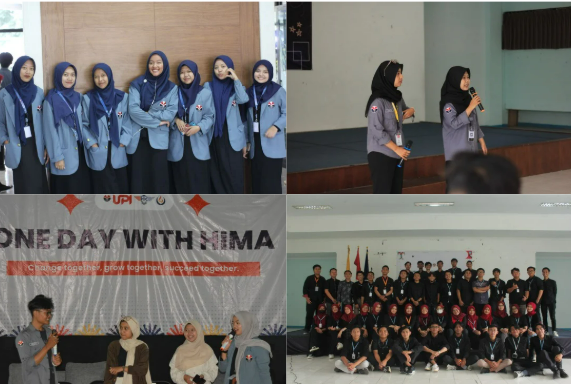 UPI
ONE DAY WITH HIMA
Change together, grow together, succeed together.